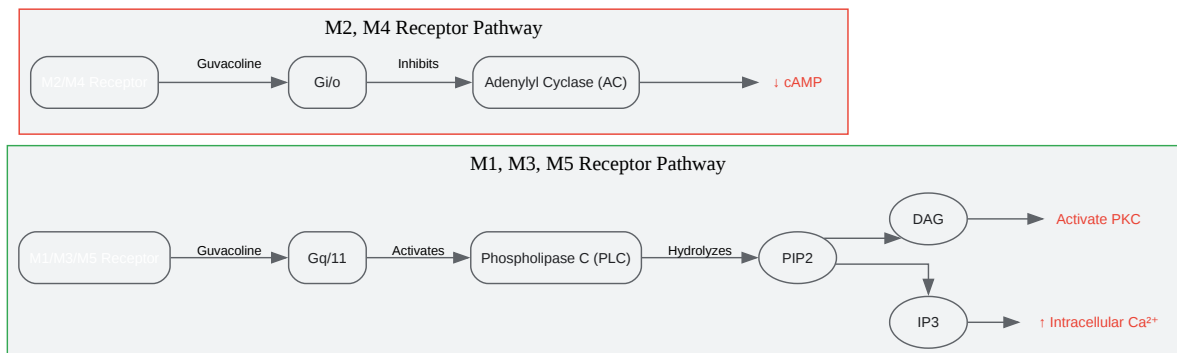 M2, M4 Receptor Pathway
M2/M4 Receptor
Guvacoline
Gi/o
Inhibits
Adenylyl Cyclase (AC)
↓ cAMP
M1, M3, M5 Receptor Pathway
M1/M3/M5 Receptor
Guvacoline
Gq/11
Activates
Phospholipase C (PLC)
Hydrolyzes
PIP2
DAG
Activate PKC
IP3
↑ Intracellular Ca²⁺